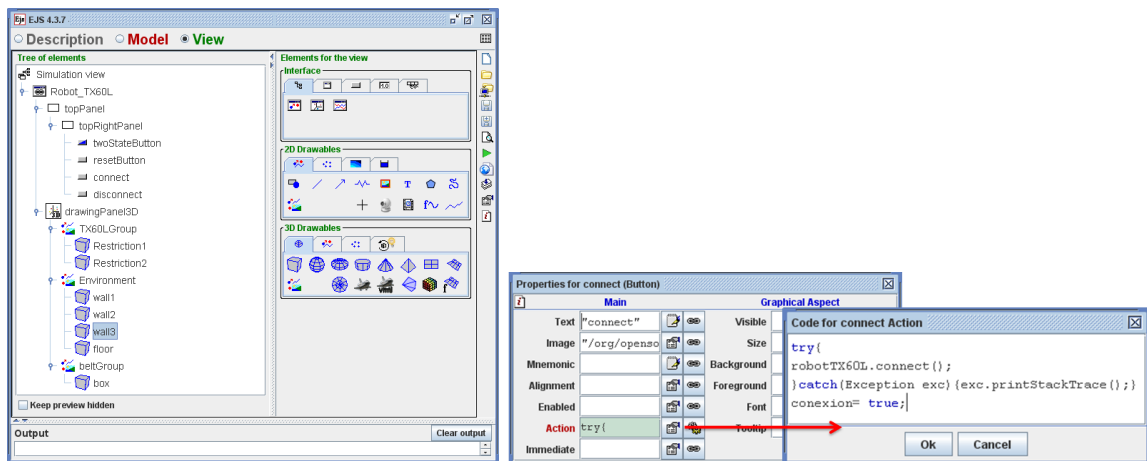 EJS 4.3.7
Description Model View
Tree of elements
Simulation view
Robot_TX60L
topPanel
topRightPanel
twoStateButton
resetButton
connect
disconnect
drawingPanel3D
TX60LGroup
Restriction1
Restriction2
Environment
wall1
wall2
wall3
floor
beltGroup
box
Keep preview hidden
Output
Clear output
Elements for the view
Interface
2D Drawables
T
3D Drawables
Properties for connect (Button)
Main
Graphical Aspect
Text "connect"
Image "/org/openso
Mnemonic
Alignment
Enabled
Action try{
Immediate
Visible
Size
Background
Foreground
Font
Tooltip
Code for connect Action
try{
robotTX60L.connect();
}catch(Exception exc){exc.printStackTrace();}
conexion= true;
Ok Cancel